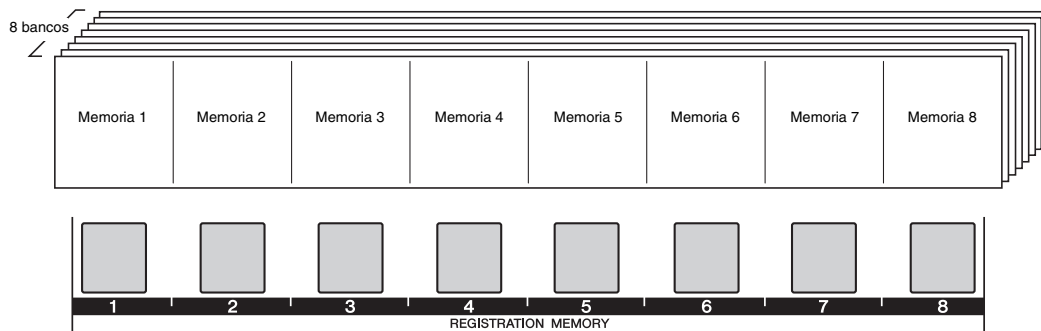 8 bancos
Memoria 1 Memoria 2 Memoria 3 Memoria 4 Memoria 5 Memoria 6 Memoria 7 Memoria 8
1 2 3 4 5 6 7 8
REGISTRATION MEMORY